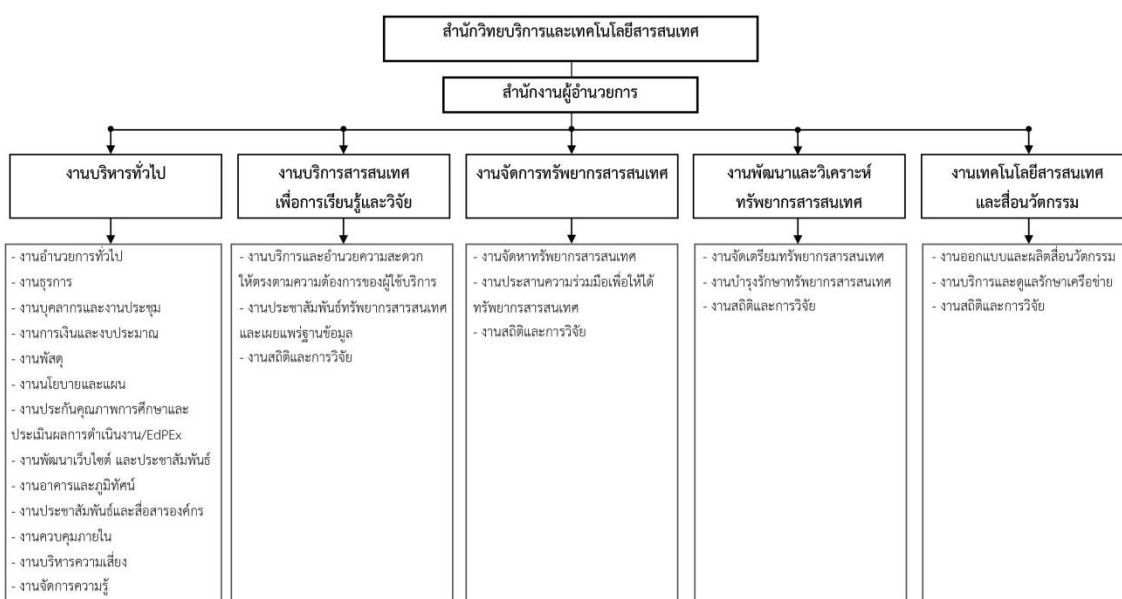 สำนักวิทยบริการและเทคโนโลยีสารสนเทศ
สำนักงานผู้อำนวยการ
งานบริหารทั่วไป
งานบริการสารสนเทศ
เพื่อการเรียนรู้และวิจัย
งานจัดการทรัพยากรสารสนเทศ
งานพัฒนาและวิเคราะห์
ทรัพยากรสารสนเทศ
งานเทคโนโลยีสารสนเทศ
และสื่อนวัตกรรม
- งานอำนวยการทั่วไป
- งานธุรการ
- งานบุคลากรและงานประชุม
- งานการเงินและงบประมาณ
- งานพัสดุ
- งานนโยบายและแผน
- งานประกันคุณภาพการศึกษาและ
ประเมินผลการดำเนินงาน/EdPEx
- งานพัฒนาเว็บไซต์ และประชาสัมพันธ์
- งานอาคารและภูมิทัศน์
- งานประชาสัมพันธ์และสื่อสารองค์กร
- งานควบคุมภายใน
- งานบริหารความเสี่ยง
- งานจัดการความรู้
- งานบริการและอำนวยความสะดวก
ให้ตรงตามความต้องการของผู้ใช้บริการ
- งานประชาสัมพันธ์ทรัพยากรสารสนเทศ
และเผยแพร่ฐานข้อมูล
- งานสถิติและการวิจัย
- งานจัดหาทรัพยากรสารสนเทศ
- งานประสานความร่วมมือเพื่อให้ได้
ทรัพยากรสารสนเทศ
- งานสถิติและการวิจัย
- งานจัดเตรียมทรัพยากรสารสนเทศ
- งานบำรุงรักษาทรัพยากรสารสนเทศ
- งานสถิติและการวิจัย
- งานออกแบบและผลิตสื่อนวัตกรรม
- งานบริการและดูแลรักษาเครือข่าย
- งานสถิติและการวิจัย